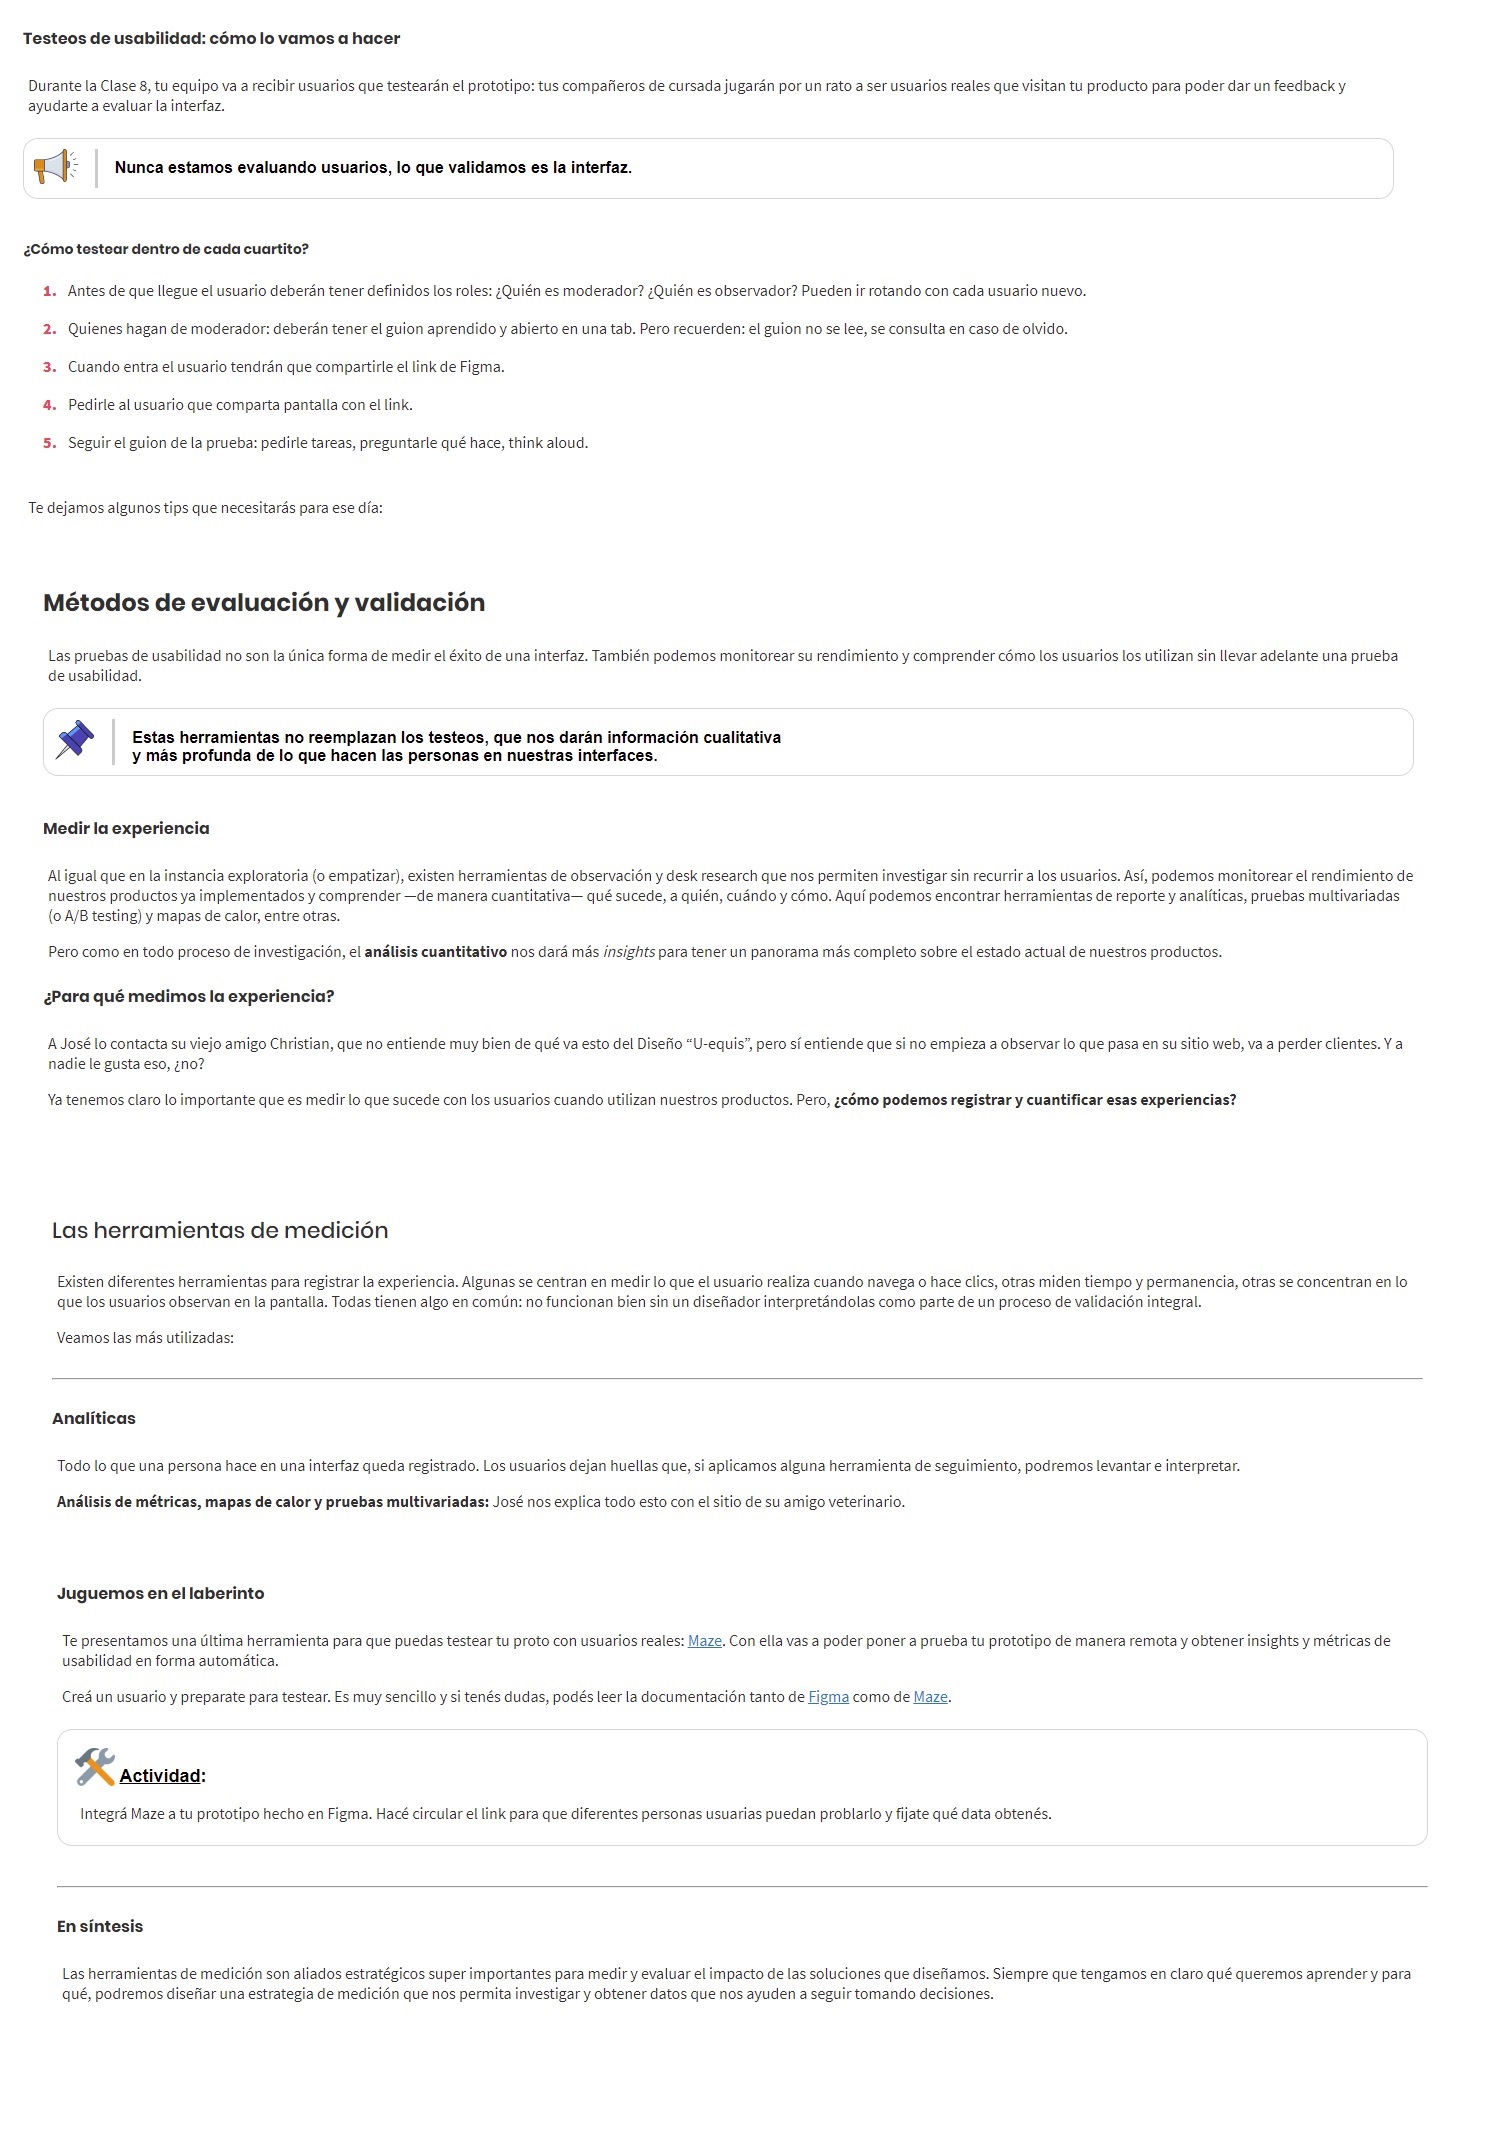 Testeos de usabilidad: cómo lo vamos a hacer
Durante la Clase 8, tu equipo va a recibir usuarios que testearán el prototipo: tus compañeros de cursada jugarán por un rato a ser usuarios reales que visitan tu producto para poder dar un feedback y
ayudarte a evaluar la interfaz.
Nunca estamos evaluando usuarios, lo que validamos es la interfaz.
¿Cómo testear dentro de cada cuartito?
1. Antes de que llegue el usuario deberán tener definidos los roles: ¿Quién es moderador? ¿Quién es observador? Pueden ir rotando con cada usuario nuevo.
2. Quienes hagan de moderador: deberán tener el guion aprendido y abierto en una tab. Pero recuerden: el guion no se lee, se consulta en caso de olvido.
3. Cuando entra el usuario tendrán que compartirle el link de Figma.
4. Pedirle al usuario que comparta pantalla con el link.
5. Seguir el guion de la prueba: pedirle tareas, preguntarle qué hace, think aloud.
Te dejamos algunos tips que necesitarás para ese día:
Métodos de evaluación y validación
Las pruebas de usabilidad no son la única forma de medir el éxito de una interfaz. También podemos monitorear su rendimiento y comprender cómo los usuarios los utilizan sin llevar adelante una prueba
de usabilidad.
Estas herramientas no reemplazan los testeos, que nos darán información cualitativa
y más profunda de lo que hacen las personas en nuestras interfaces.
Medir la experiencia
Al igual que en la instancia exploratoria (o empatizar), existen herramientas de observación y desk research que nos permiten investigar sin recurrir a los usuarios. Así, podemos monitorear el rendimiento de
nuestros productos ya implementados y comprender —de manera cuantitativa— qué sucede, a quién, cuándo y cómo. Aquí podemos encontrar herramientas de reporte y analíticas, pruebas multivariadas
(o A/B testing) y mapas de calor, entre otras.
Pero como en todo proceso de investigación, el análisis cuantitativo nos dará más insights para tener un panorama más completo sobre el estado actual de nuestros productos.
¿Para qué medimos la experiencia?
A José lo contacta su viejo amigo Christian, que no entiende muy bien de qué va esto del Diseño “U-equis”, pero sí entiende que si no empieza a observar lo que pasa en su sitio web, va a perder clientes. Y a
nadie le gusta eso, ¿no?
Ya tenemos claro lo importante que es medir lo que sucede con los usuarios cuando utilizan nuestros productos. Pero, ¿cómo podemos registrar y cuantificar esas experiencias?
Las herramientas de medición
Existen diferentes herramientas para registrar la experiencia. Algunas se centran en medir lo que el usuario realiza cuando navega o hace clics, otras miden tiempo y permanencia, otras se concentran en lo
que los usuarios observan en la pantalla. Todas tienen algo en común: no funcionan bien sin un diseñador interpretándolas como parte de un proceso de validación integral.
Veamos las más utilizadas:
Analíticas
Todo lo que una persona hace en una interfaz queda registrado. Los usuarios dejan huellas que, si aplicamos alguna herramienta de seguimiento, podremos levantar e interpretar.
Análisis de métricas, mapas de calor y pruebas multivariadas: José nos explica todo esto con el sitio de su amigo veterinario.
Juguemos en el laberinto
Te presentamos una última herramienta para que puedas testear tu proto con usuarios reales: Maze. Con ella vas a poder poner a prueba tu prototipo de manera remota y obtener insights y métricas de
usabilidad en forma automática.
Creá un usuario y preparate para testear. Es muy sencillo y si tenés dudas, podés leer la documentación tanto de Figma como de Maze.
Actividad:
Integrá Maze a tu prototipo hecho en Figma. Hacé circular el link para que diferentes personas usuarias puedan problarlo y fijate qué data obtenés.
En síntesis
Las herramientas de medición son aliados estratégicos super importantes para medir y evaluar el impacto de las soluciones que diseñamos. Siempre que tengamos en claro qué queremos aprender y para
qué, podremos diseñar una estrategia de medición que nos permita investigar y obtener datos que nos ayuden a seguir tomando decisiones.